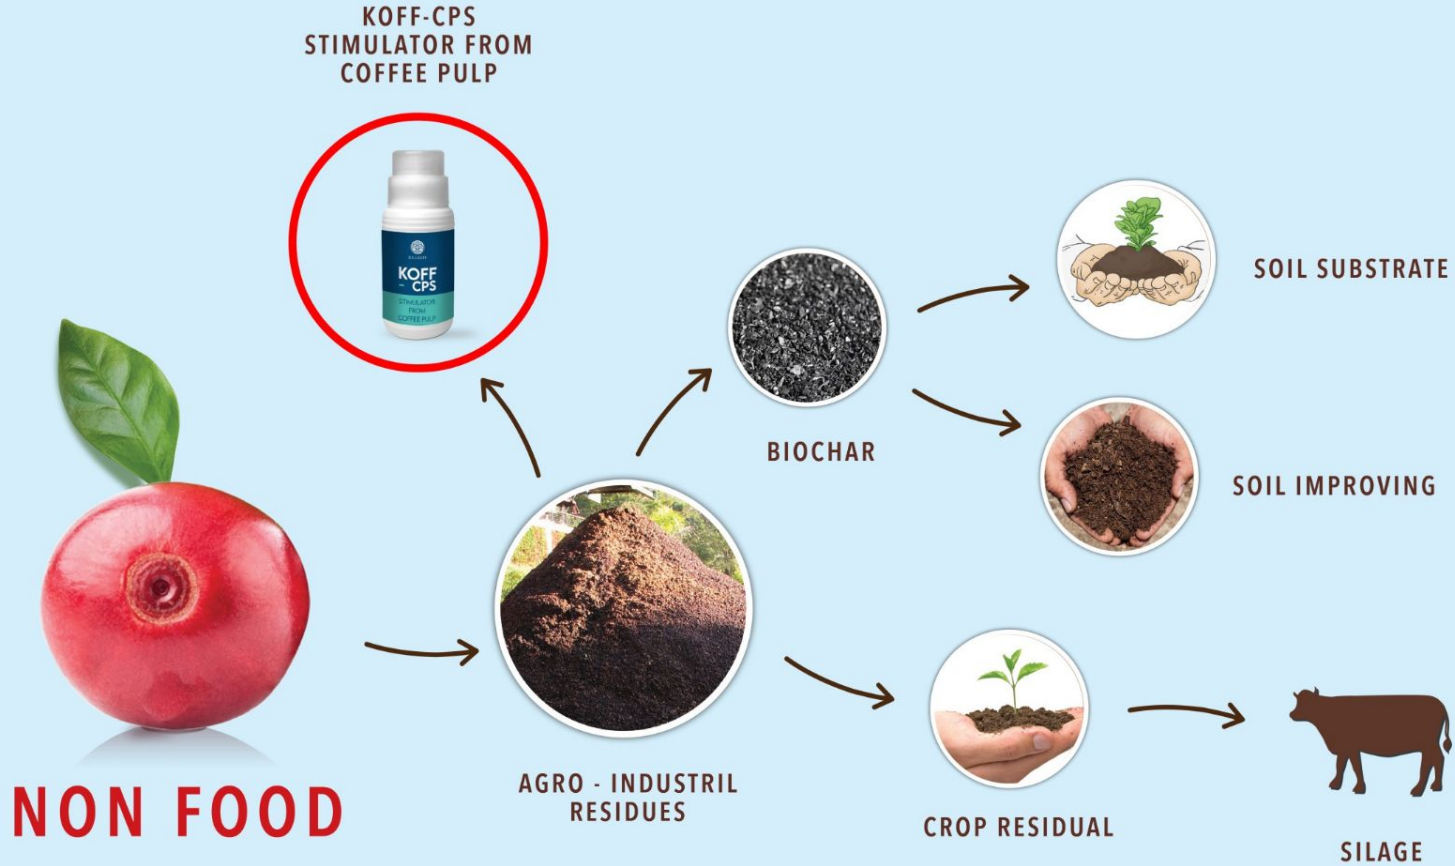 KOFF-CPS
STIMULATOR FROM
COFFEE PULP
KOFF
CPS
STIMULATOR
FROM
COFFEE PULP
SOIL SUBSTRATE
BIOCHAR
SOIL IMPROVING
NON FOOD
AGRO - INDUSTRIL
RESIDUES
CROP RESIDUAL
SILAGE